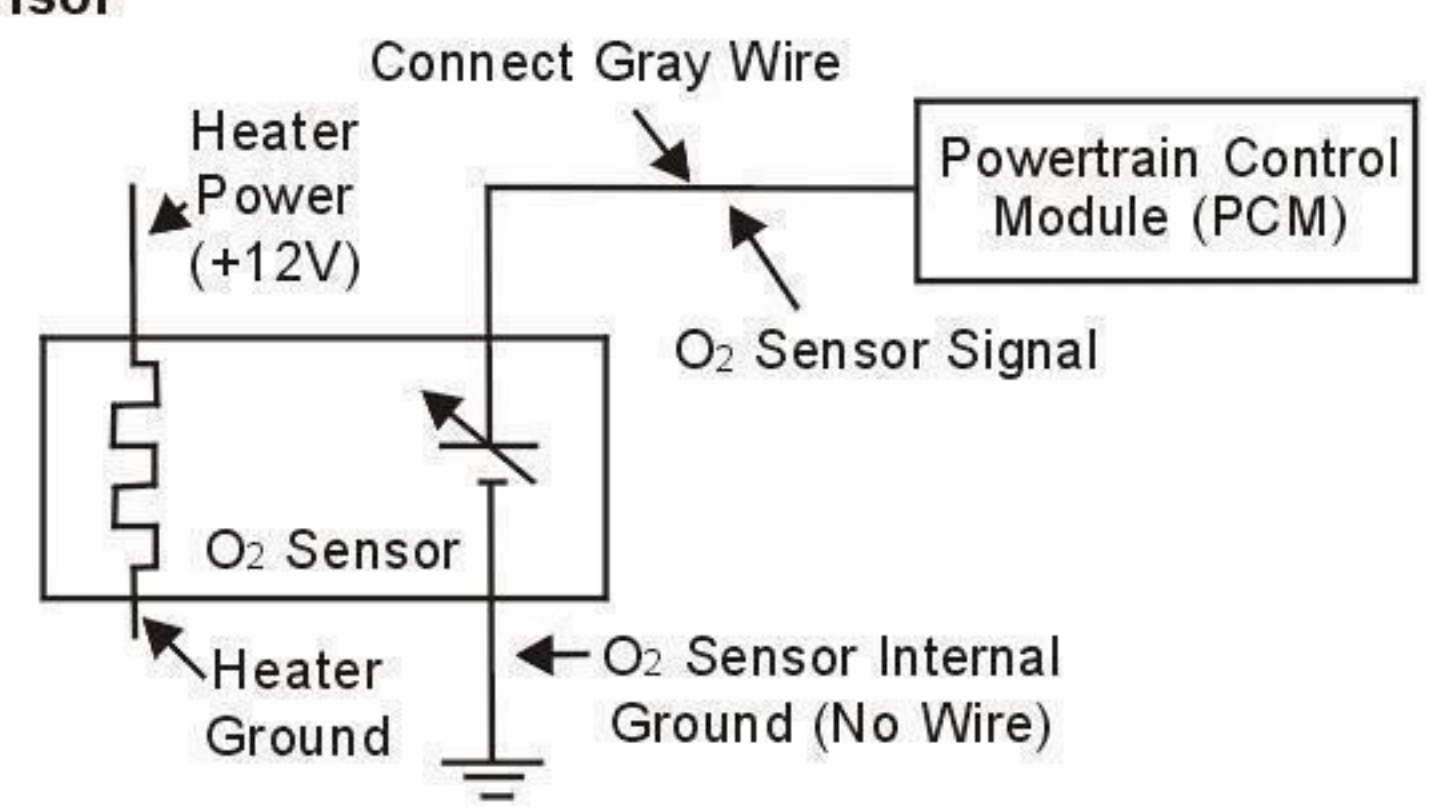 Connect Gray Wire
Heater
Power
(+12V)
Powertrain Control
Module (PCM)
O₂ Sensor Signal
O₂ Sensor
O₂ Sensor Internal
Ground (No Wire)
Heater
Ground